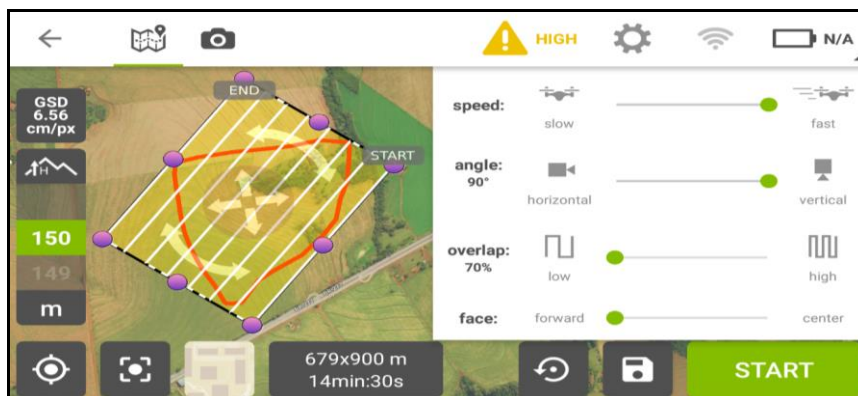 HIGH
N/A
GSD
6.56
cm/px
150
149
m
END
START
speed:
slow
fast
angle:
90°
horizontal
vertical
overlap:
70%
low
high
face:
forward
center
679x900 m
14min:30s
START